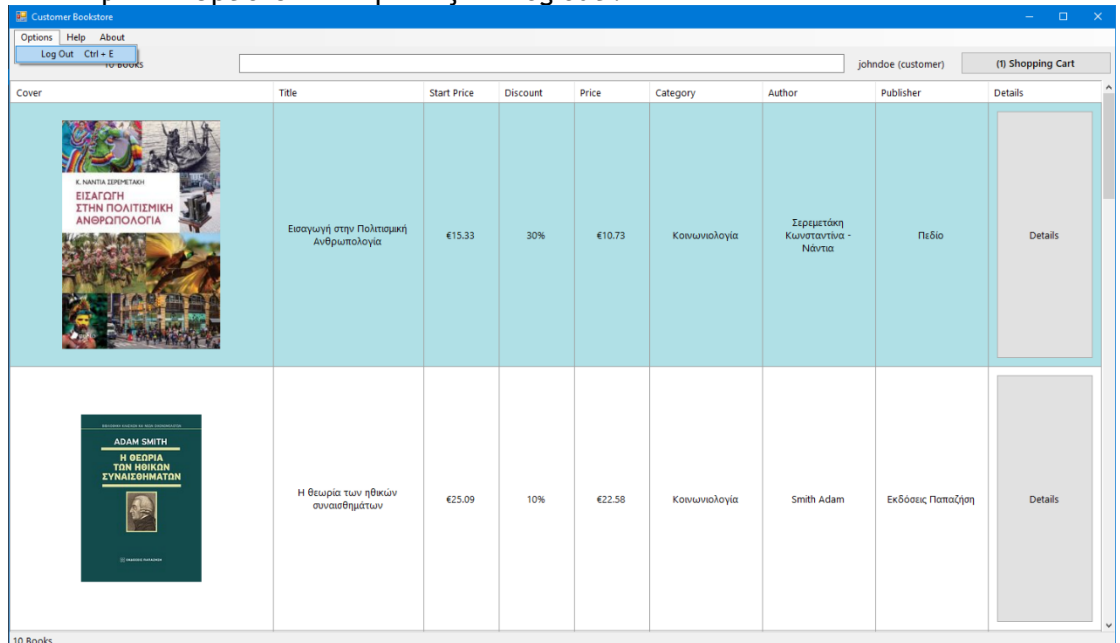 Customer Bookstore
Options Help About
Log Out Ctrl + E
10 Books
johndoe (customer)
(1) Shopping Cart
Cover Title Start Price Discount Price Category Author Publisher Details
Κ. ΝΑΝΤΙΑ ΣΕΡΕΜΕΤΑΚΗ
ΕΙΣΑΓΩΓΗ
ΣΤΗΝ ΠΟΛΙΤΙΣΜΙΚΗ
ΑΝΘΡΩΠΟΛΟΓΙΑ
Εισαγωγή στην Πολιτισμική
Ανθρωπολογία
€15.33
30%
€10.73
Κοινωνιολογία
Σερεμετάκη
Κωνσταντίνα -
Νάντια
Πεδίο
Details
ADAM SMITH
Η ΘΕΩΡΙΑ
ΤΩΝ ΗΘΙΚΩΝ
ΣΥΝΑΙΣΘΗΜΑΤΩΝ
Η θεωρία των ηθικών
συναισθημάτων
€25.09
10%
€22.58
Κοινωνιολογία
Smith Adam
Εκδόσεις Παπαζήση
Details
10 Books